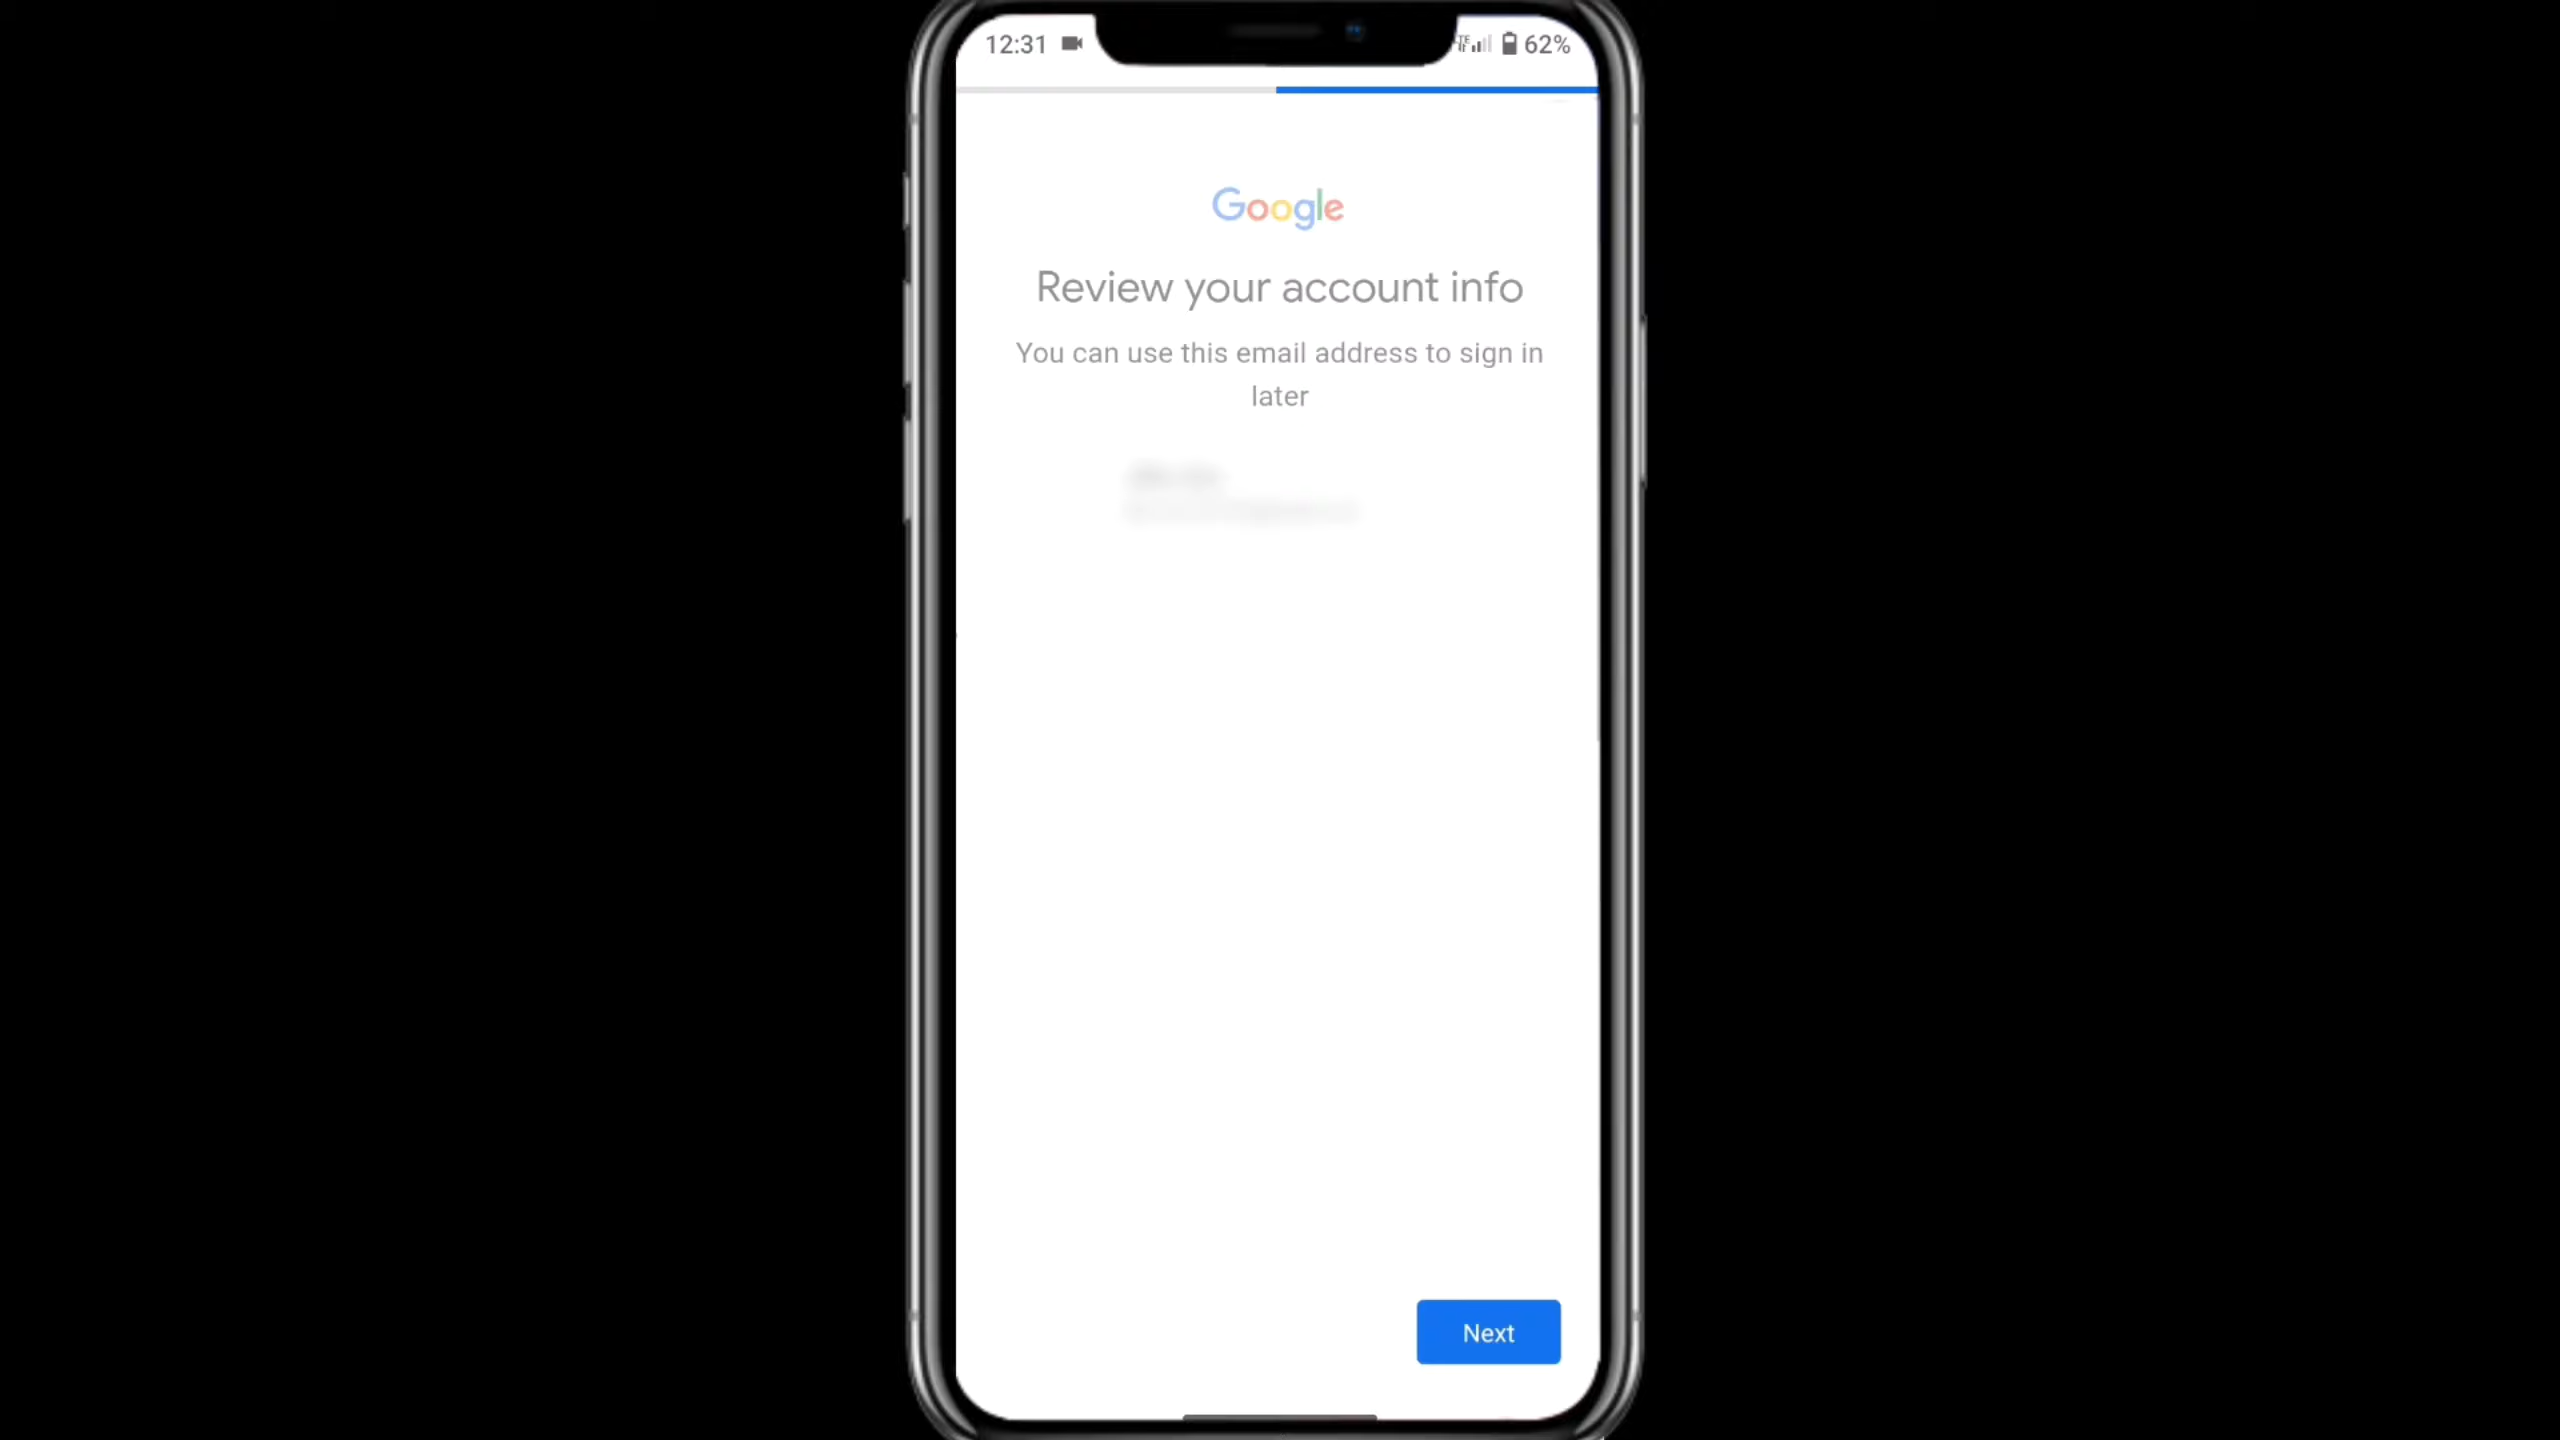 12:31
62%
Google
Review your account info
You can use this email address to sign in
later
Next